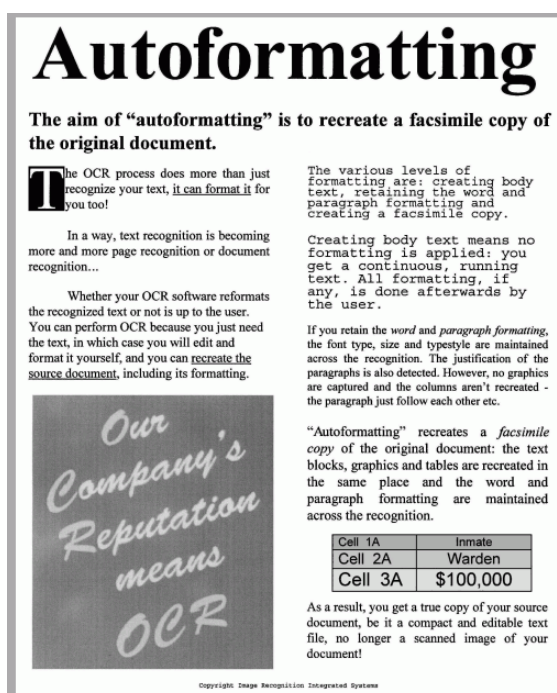 Autoformatting
The aim of “autoformatting” is to recreate a facsimile copy of
the original document.
The OCR process does more than just
recognize your text, it can format it for
you too!
In a way, text recognition is becoming
more and more page recognition or document
recognition...
Whether your OCR software reformats
the recognized text or not is up to the user.
You can perform OCR because you just need
the text, in which case you will edit and
format it yourself, and you can recreate the
source document, including its formatting.
Our
Company's
Reputation
means
OCR
The various levels of
formatting are: creating body
text, retaining the word and
paragraph formatting and
creating a facsimile copy.
Creating body text means no
formatting is applied: you
get a continuous, running
text. All formatting, if
any, is done afterwards by
the user.
If you retain the word and paragraph formatting,
the font type, size and typestyle are maintained
across the recognition. The justification of the
paragraphs is also detected. However, no graphics
are captured and the columns aren't recreated -
the paragraph just follow each other etc.
“Autoformatting” recreates a facsimile
copy of the original document: the text
blocks, graphics and tables are recreated in
the same place and the word and
paragraph formatting are maintained
across the recognition.
Cell 1A Inmate
Cell 2A Warden
Cell 3A $100,000
As a result, you get a true copy of your source
document, be it a compact and editable text
file, no longer a scanned image of your
document!
Copyright Image Recognition Integrated Systems